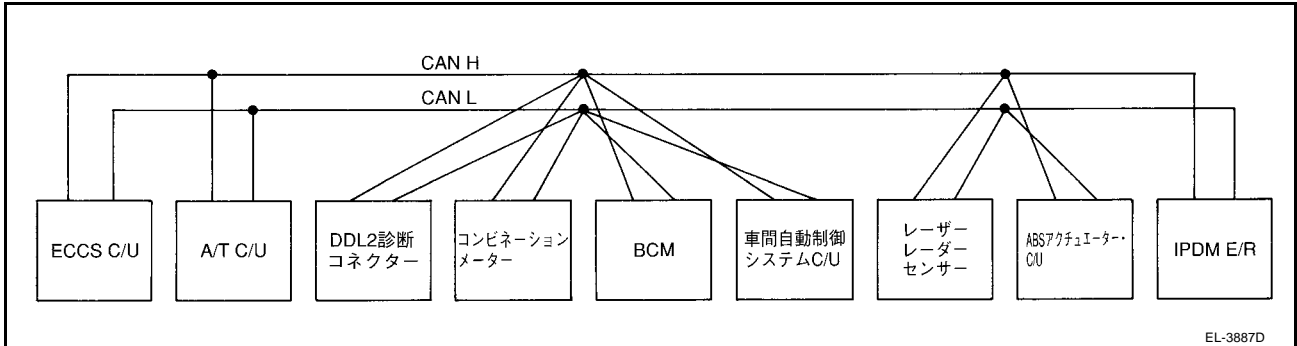 CAN H
CAN L
ECCS C/U
A/T C/U
DDL2診断
コネクター
コンビネーション
メーター
BCM
車間自動制御
システムC/U
レーザー
レーダー
センサー
ABSアクチュエーター・
C/U
IPDM E/R
EL-3887D